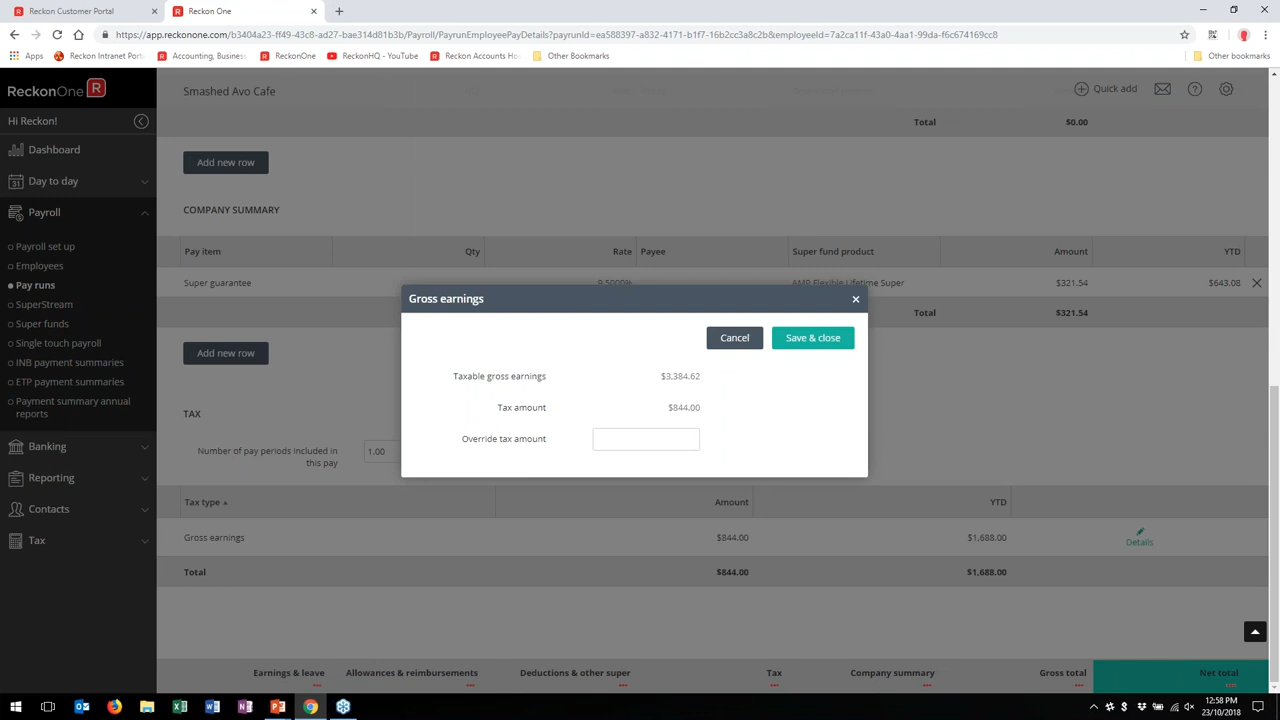 Reckon Customer Portal
Reckon One
https://app.reckonone.com/b3404a23-ff49-43c8-ad27-bae314d81b3b/Payroll/PayrunEmployeePayDetails?payrunId=ea588397-a832-4171-b1f7-16b2cc3a8c2b&employeeId=7a2ca11f-43a0-4aa1-99da-f6c674169cc8
Apps
Reckon Intranet Port
Accounting, Business
ReckonOne
ReckonHQ - YouTube
Reckon Accounts Ho
Other Bookmarks
Other bookmarks
ReckonOne R
Smashed Avo Cafe
Quick add
Hi Reckon!
Dashboard
Day to day
Payroll
Payroll set up
Employees
Pay runs
SuperStream
Super funds
Single touch payroll
INB payment summaries
ETP payment summaries
Payment summary annual
reports
Banking
Reporting
Contacts
Tax
Total $0.00
Add new row
COMPANY SUMMARY
Pay item Qty Rate Payee Super fund product Amount YTD
Super guarantee 9.5000% AMP Flexible Lifetime Super $321.54 $643.08
Total $321.54
Add new row
Gross earnings
Cancel Save & close
Taxable gross earnings $3,384.62
Tax amount $844.00
Override tax amount
TAX
Number of pay periods included in
this pay
1.00
Tax type Amount YTD
Gross earnings $844.00 $1,688.00 Details
Total $844.00 $1,688.00
Earnings & leave Allowances & reimbursements Deductions & other super Tax Company summary Gross total Net total
12:58 PM
23/10/2018